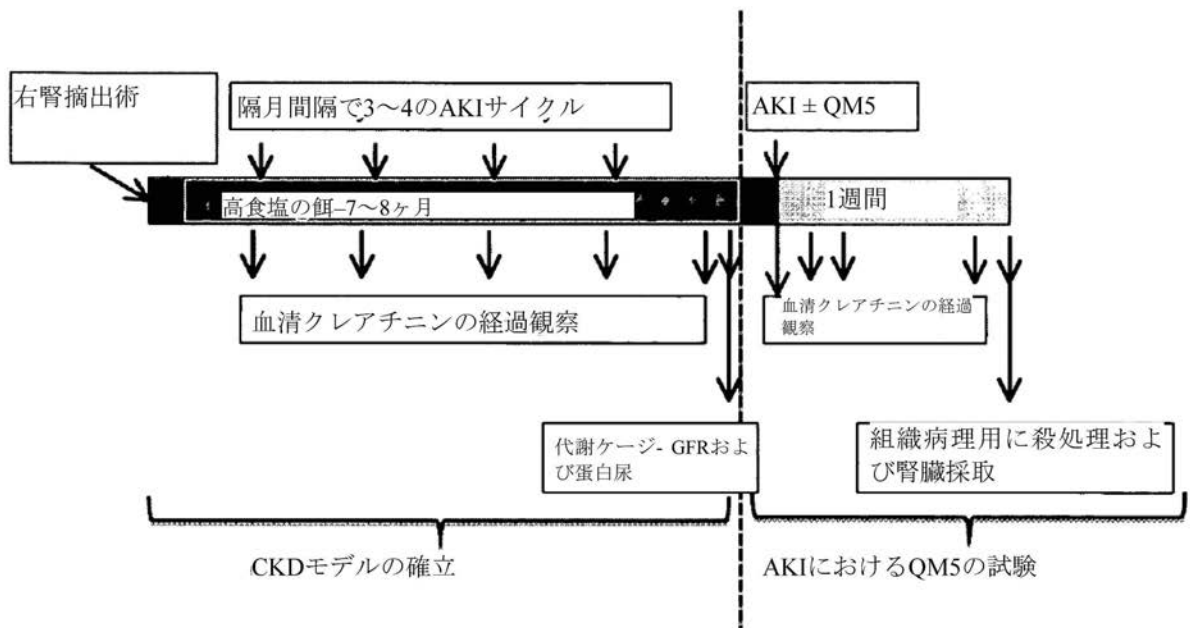 右腎摘出術
隔月間隔で3～4のAKIサイクル
AKI ± QM5
高食塩の餌–7～8ヶ月
1週間
血清クレアチニンの経過観察
血清クレアチニンの経過
観察
代謝ケージ- GFRおよ
び蛋白尿
組織病理用に殺処理およ
び腎臓採取
CKDモデルの確立
AKIにおけるQM5の試験